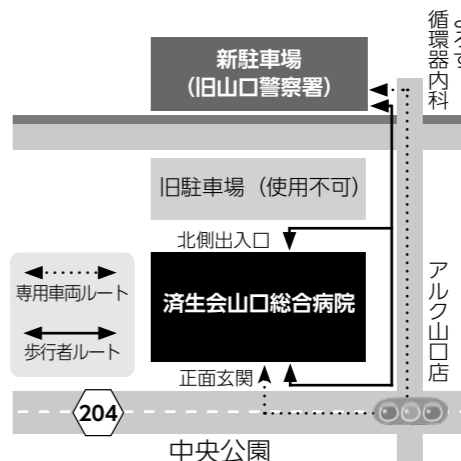 よろず
循環器内科
新駐車場
（旧山口警察署）
旧駐車場（使用不可）
北側出入口
済生会山口総合病院
専用車両ルート
歩行者ルート
正面玄関
アルク山口店
204
中央公園